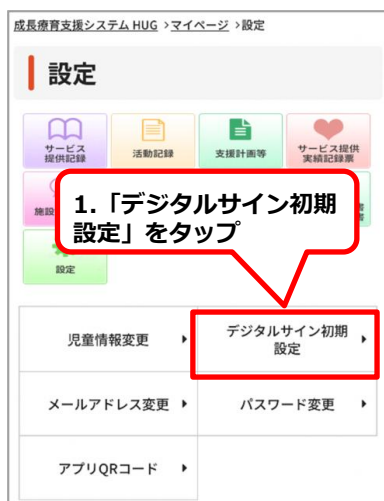 成長療育支援システム HUG >マイページ >設定
設定
サービス
提供記録
活動記録
支援計画等
サービス提供
実績記録票
施設
1.「デジタルサイン初期
設定」をタップ
設定
児童情報変更
デジタルサイン初期
設定
メールアドレス変更
パスワード変更
アプリQRコード